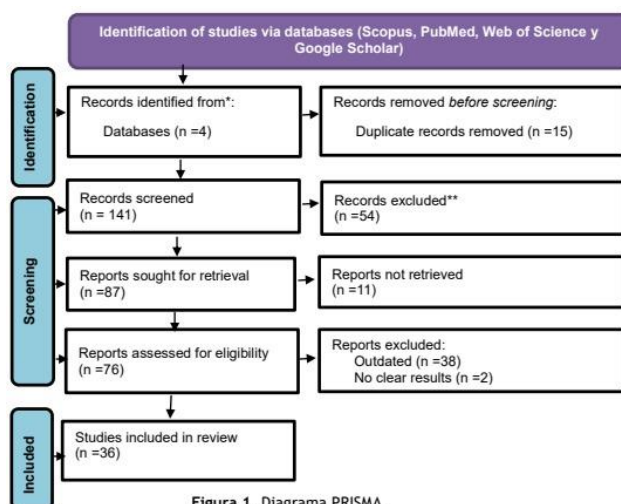 Identification of studies via databases (Scopus, PubMed, Web of Science y
Google Scholar)
Identification
Records identified from*:
Databases (n =4)
Records removed before screening:
Duplicate records removed (n =15)
Screening
Records screened
(n = 141)
Records excluded**
(n =54)
Reports sought for retrieval
(n =87)
Reports not retrieved
(n =11)
Reports assessed for eligibility
(n =76)
Reports excluded:
Outdated (n =38)
No clear results (n =2)
Included
Studies included in review
(n =36)
Figura 1. Diagrama PRISMA